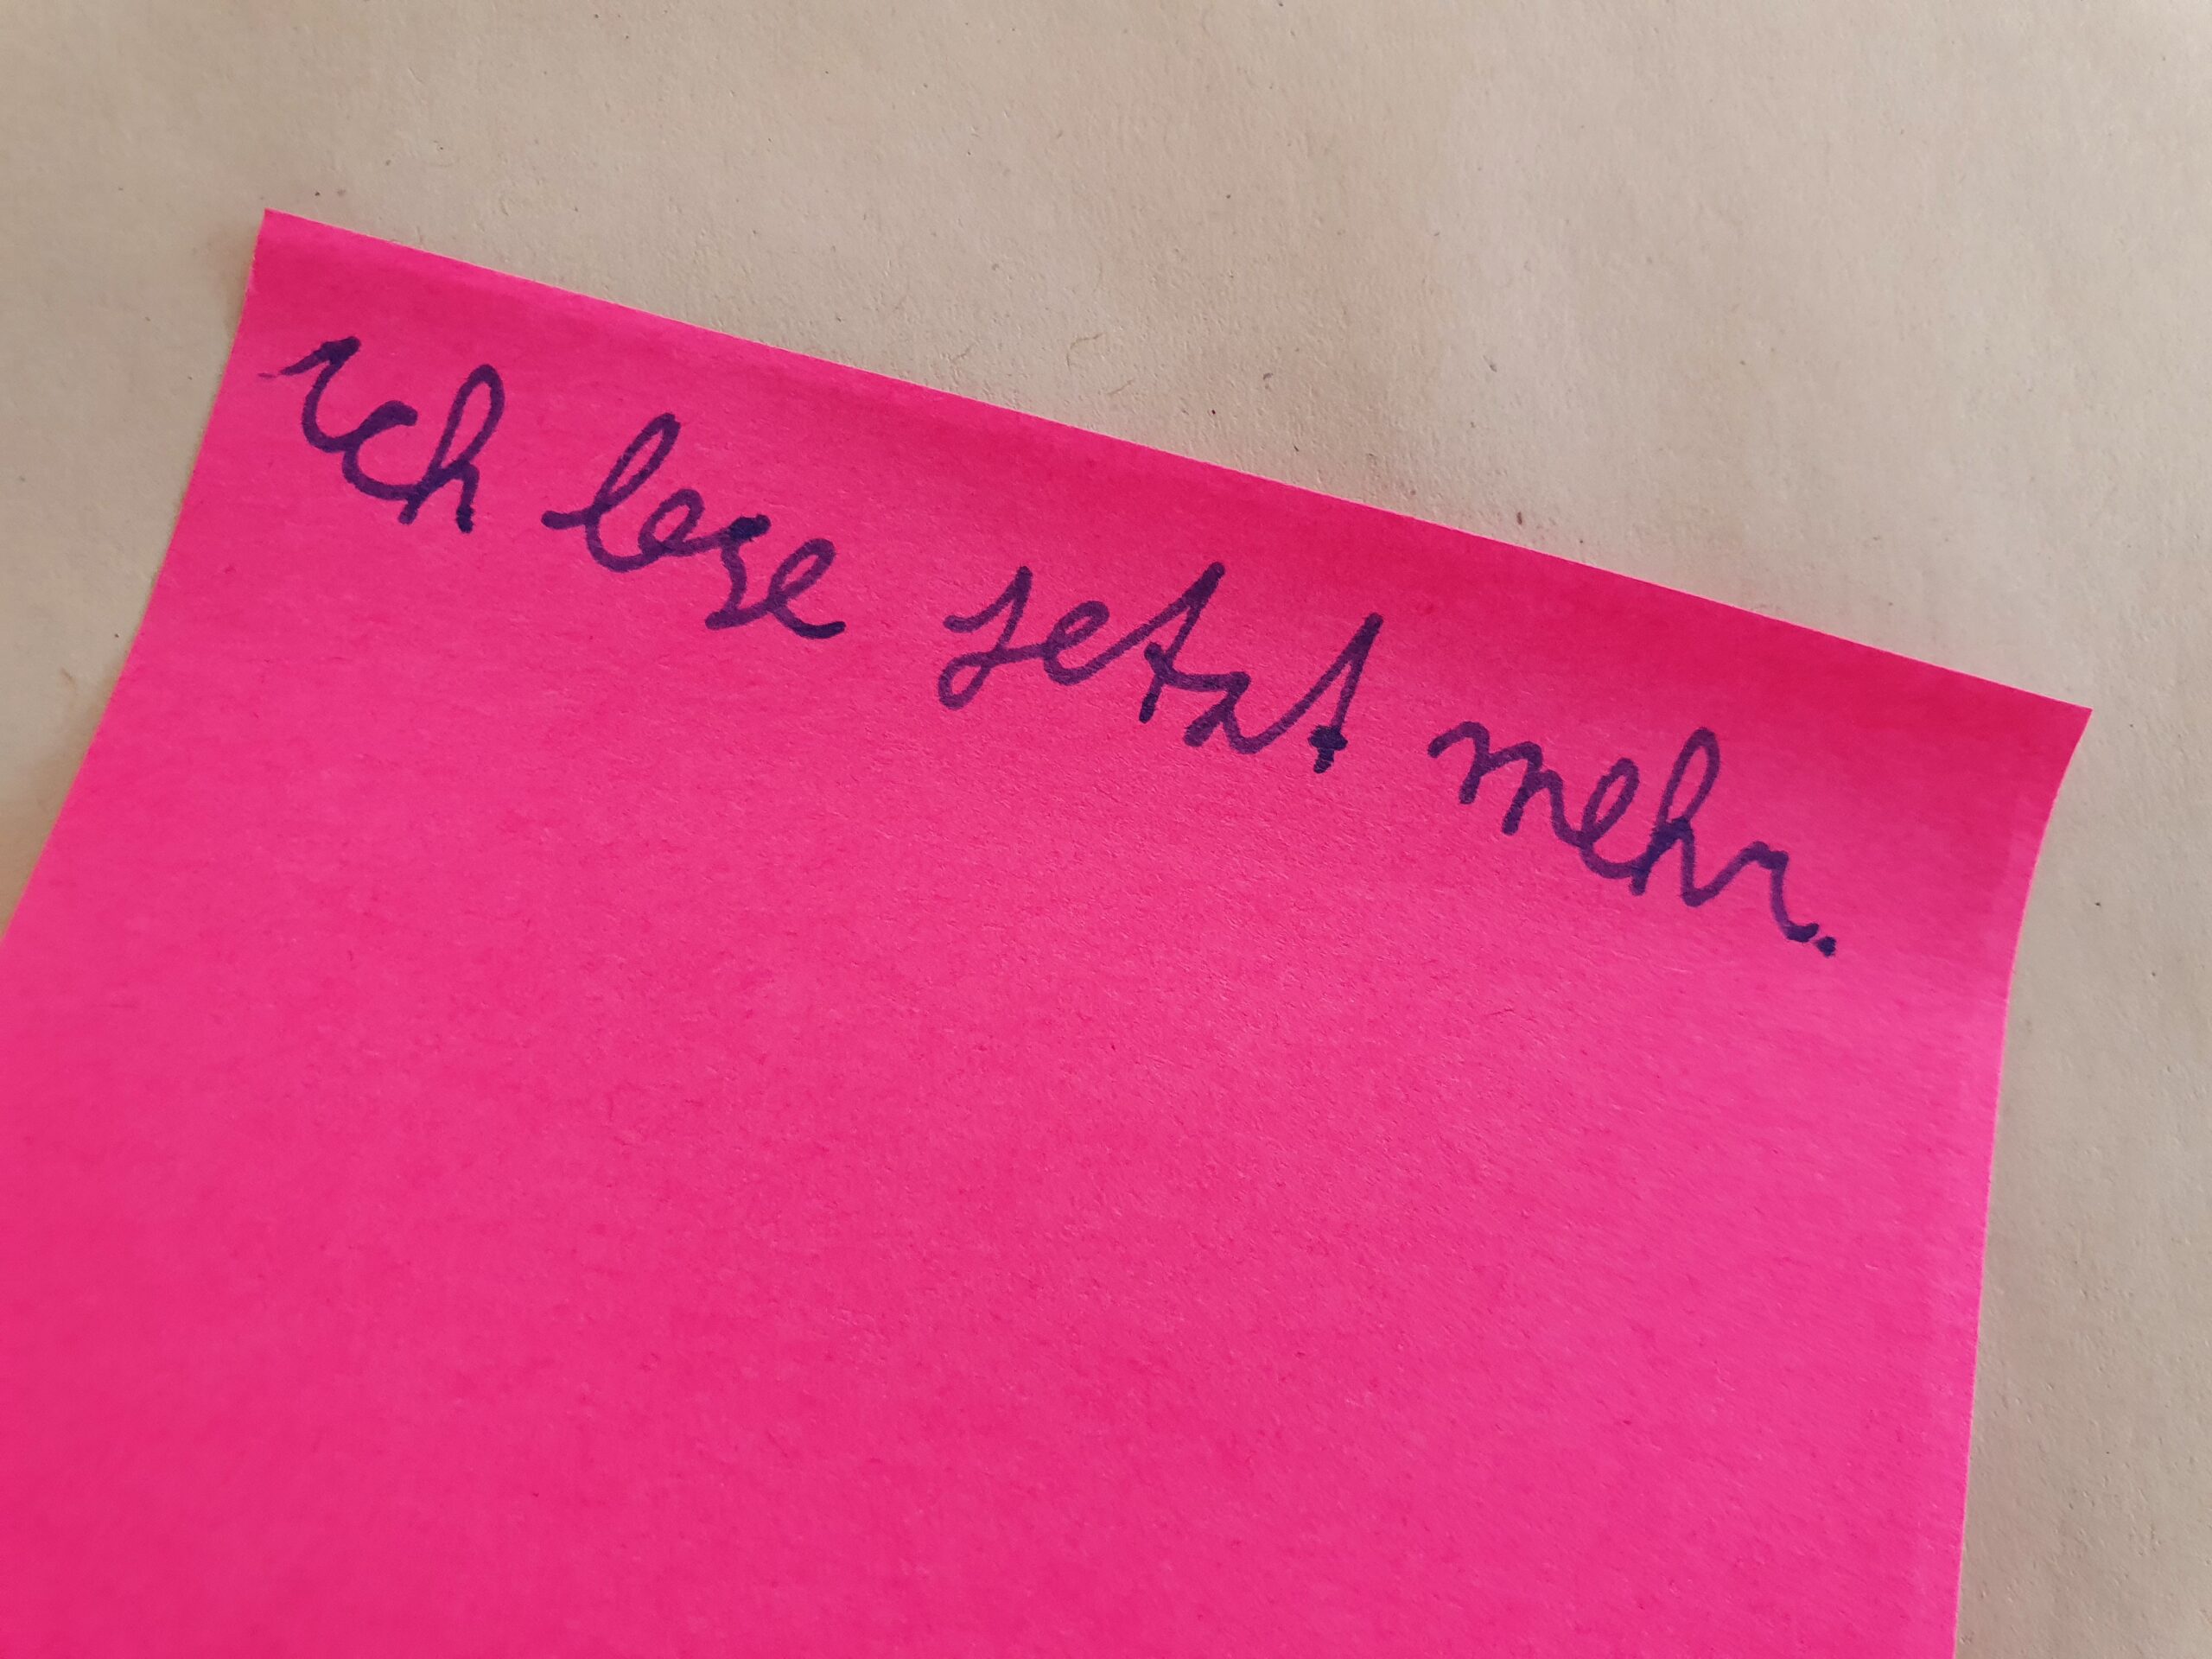 ich lese jetzt mehr.